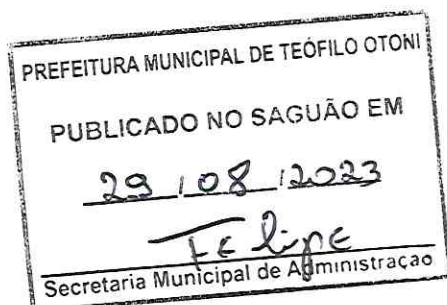 PREFEITURA MUNICIPAL DE TEÓFILO OTONI
PUBLICADO NO SAGUÃO EM
29 / 08 / 2023
Felipe
Secretaria Municipal de Administração